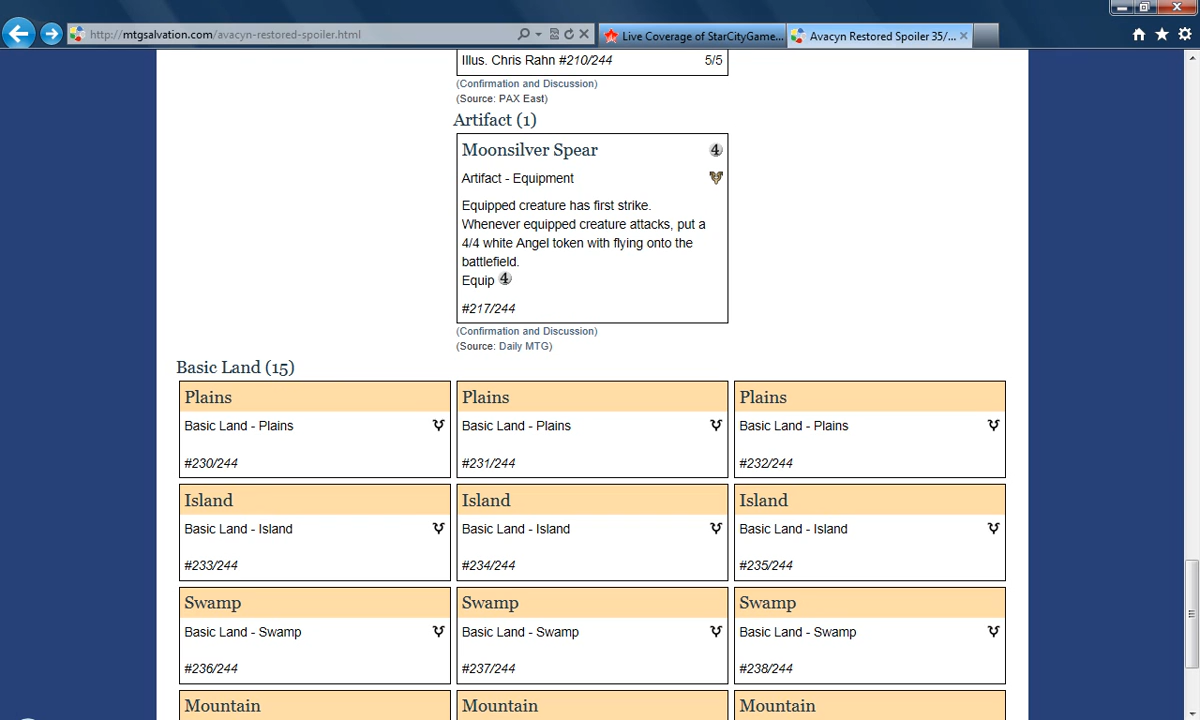 http://mtgsalvation.com/avacyn-restored-spoiler.html
Live Coverage of StarCityGame...
Avacyn Restored Spoiler 35/...
Illus. Chris Rahn #210/244 5/5
(Confirmation and Discussion)
(Source: PAX East)
Artifact (1)
Moonsilver Spear 4
Artifact - Equipment
Equipped creature has first strike.
Whenever equipped creature attacks, put a
4/4 white Angel token with flying onto the
battlefield.
Equip 4
#217/244
(Confirmation and Discussion)
(Source: Daily MTG)
Basic Land (15)
Plains Plains Plains
Basic Land - Plains Basic Land - Plains Basic Land - Plains
#230/244 #231/244 #232/244
Island Island Island
Basic Land - Island Basic Land - Island Basic Land - Island
#233/244 #234/244 #235/244
Swamp Swamp Swamp
Basic Land - Swamp Basic Land - Swamp Basic Land - Swamp
#236/244 #237/244 #238/244
Mountain Mountain Mountain